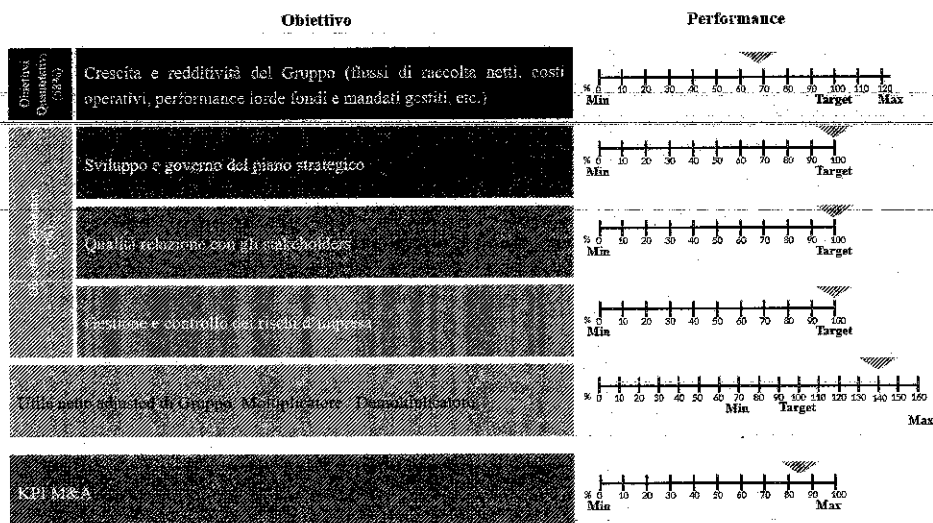 Obiettivo Performance
Obiettivi
Quantitativi
Crescita e redditività del Gruppo (flussi di raccolta netti, costi
operativi, performance lorde fondi e mandati gestiti, etc.)
% 0 10 20 30 40 50 60 70 80 90 100 110 120
Min Target Max
Sviluppo e governo del piano strategico
% 0 10 20 30 40 50 60 70 80 90 100
Min Target
Qualità relazione con gli stakeholders
% 0 10 20 30 40 50 60 70 80 90 100
Min Target
Gestione e controllo dei rischi d'impresa
% 0 10 20 30 40 50 60 70 80 90 100
Min Target
Utile netto adjusted di Gruppo Moltiplicatore Demoltiplicatore
% 0 10 20 30 40 50 60 70 80 90 100 110 120 130 140 150 160
Min Target
Max
KPI M&A
% 0 10 20 30 40 50 60 70 80 90 100
Min Max